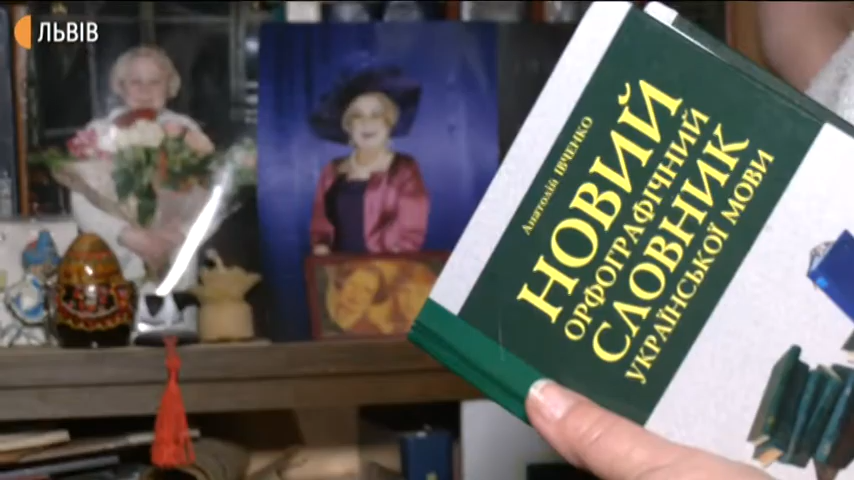 ЛЬВІВ
Анатолій ІВЧЕНКО
НОВИЙ
ОРФОГРАФІЧНИЙ
СЛОВНИК
УКРАЇНСЬКОЇ МОВИ